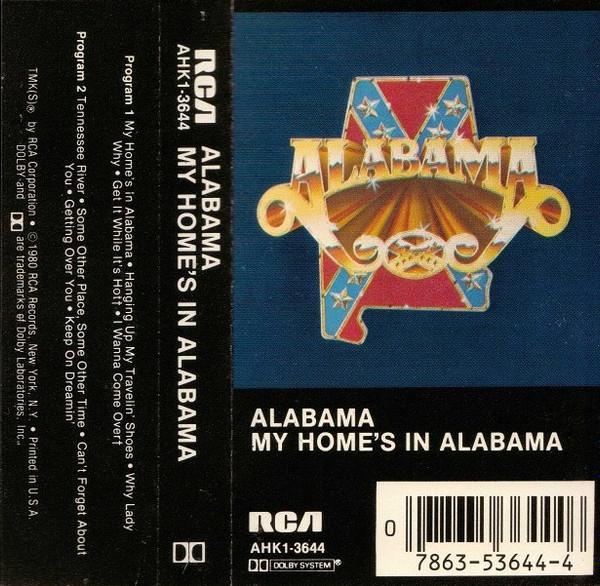 Program 1 My Home's in Alabama • Hanging Up My Travelin' Shoes • Why Lady
Why • Get It While It's Hot† • I Wanna Come Over†
Program 2 Tennessee River • Some Other Place, Some Other Time • Can't Forget About
You • Getting Over You • Keep On Dreamin'
TMK(S)® by RCA Corporation • ©1980 RCA Records, New York, N.Y. • Printed in U.S.A.
DOLBY and are trademarks of Dolby Laboratories, Inc.
RCA ALABAMA
AHK1-3644 MY HOME'S IN ALABAMA
ALABAMA
ALABAMA
MY HOME'S IN ALABAMA
RCA
AHK1-3644
DOLBY SYSTEM®
0 7863-53644-4